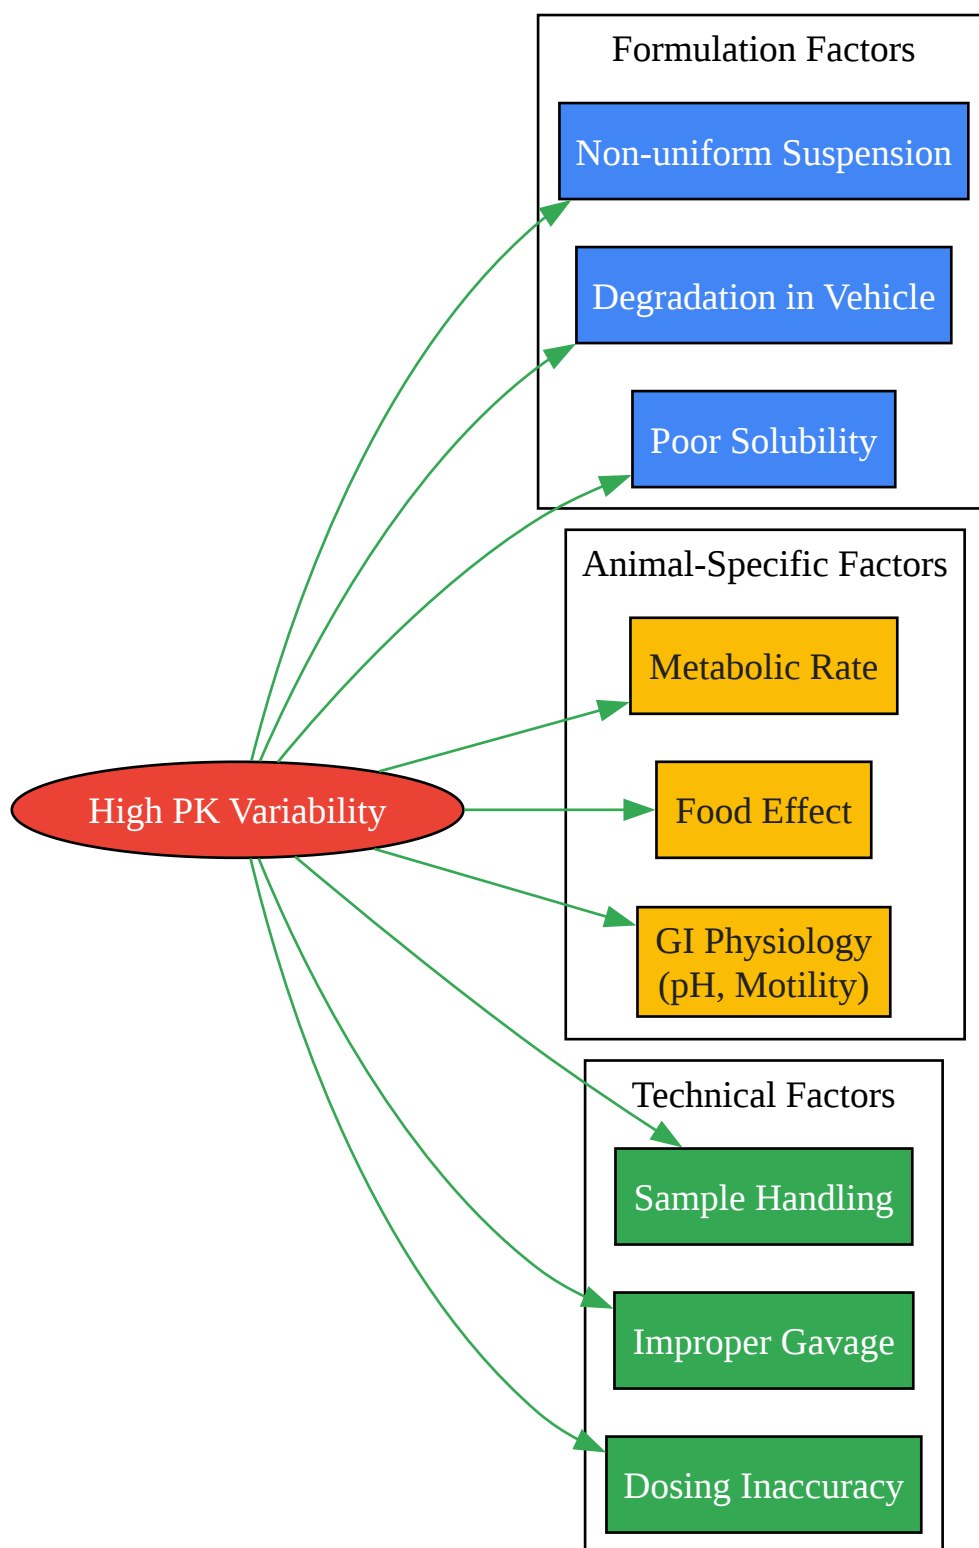 Formulation Factors
Non-uniform Suspension
Degradation in Vehicle
Poor Solubility
Animal-Specific Factors
Metabolic Rate
High PK Variability
Food Effect
GI Physiology
(pH, Motility)
Technical Factors
Sample Handling
Improper Gavage
Dosing Inaccuracy